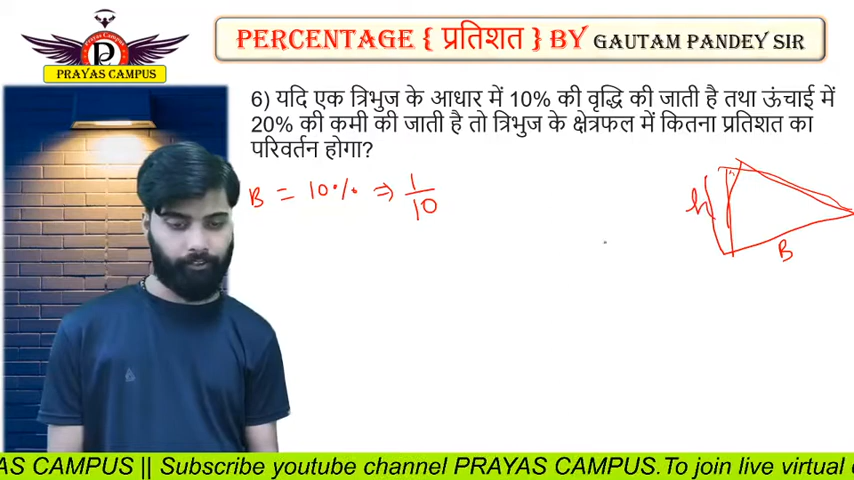 Prayas Campus
P
PRAYAS CAMPUS
PERCENTAGE { प्रतिशत } BY GAUTAM PANDEY SIR
6) यदि एक त्रिभुज के आधार में 10% की वृद्धि की जाती है तथा ऊंचाई में
20% की कमी की जाती है तो त्रिभुज के क्षेत्रफल में कितना प्रतिशत का
परिवर्तन होगा?
B = 10% ⇒ 1/10
h
B
AS CAMPUS || Subscribe youtube channel PRAYAS CAMPUS.To join live virtual